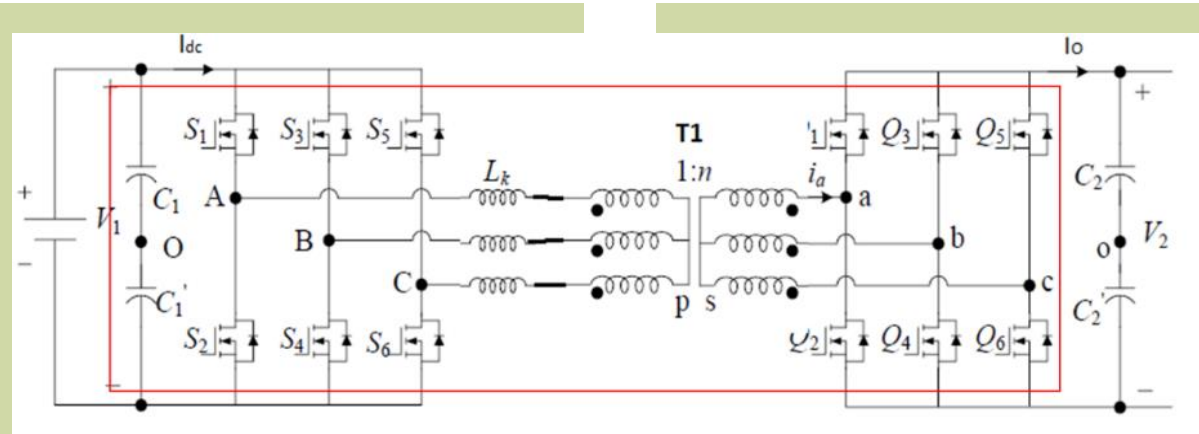 Idc
Io
+
S1
S3
S5
T1
'1
Q3
Q5
Lk
1:n
ia
C2
+
V1
C1
A
a
O
B
b
o
V2
C
c
C1'
p s
C2'
S2
S4
S6
Q4
Q6